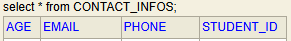 select * from CONTACT_INFOS;
AGE EMAIL PHONE STUDENT_ID